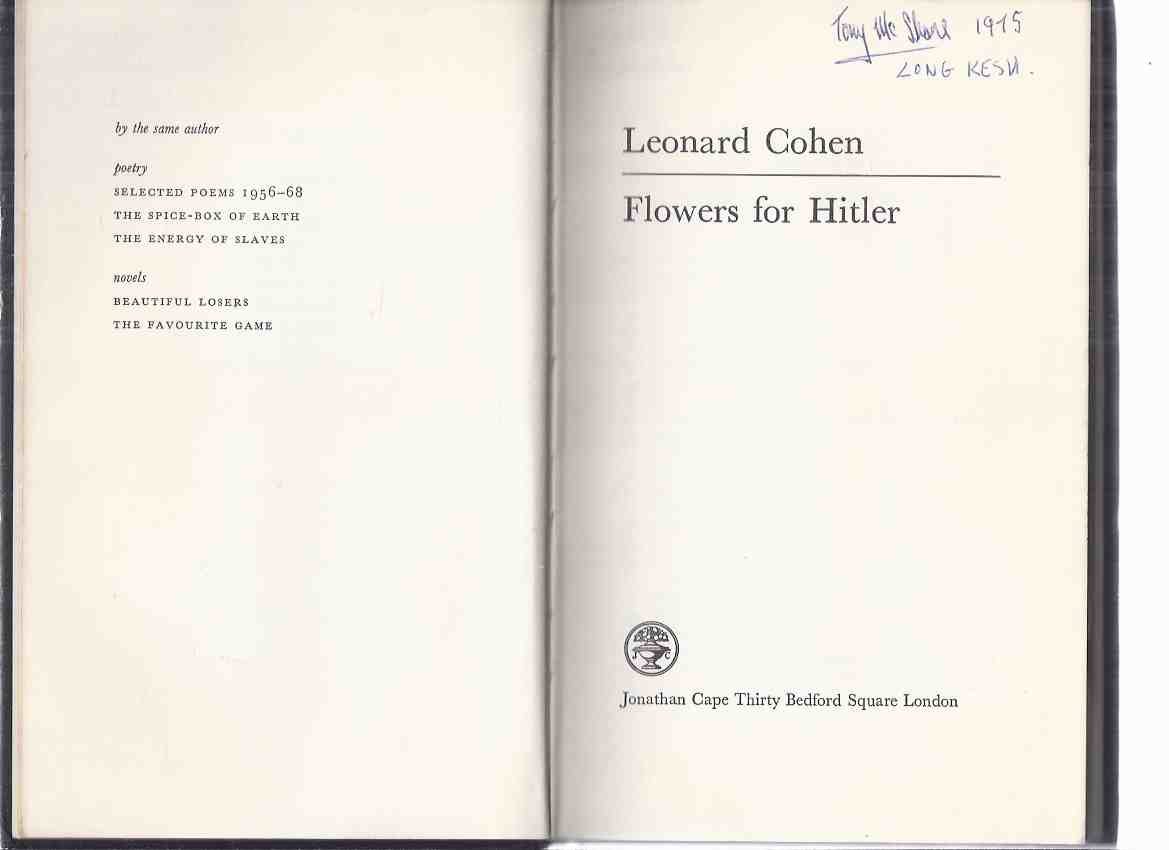 by the same author
poetry
SELECTED POEMS 1956–68
THE SPICE-BOX OF EARTH
THE ENERGY OF SLAVES
novels
BEAUTIFUL LOSERS
THE FAVOURITE GAME
Tony Mc 1975
LONG KESH.
Leonard Cohen
Flowers for Hitler
J C
Jonathan Cape Thirty Bedford Square London